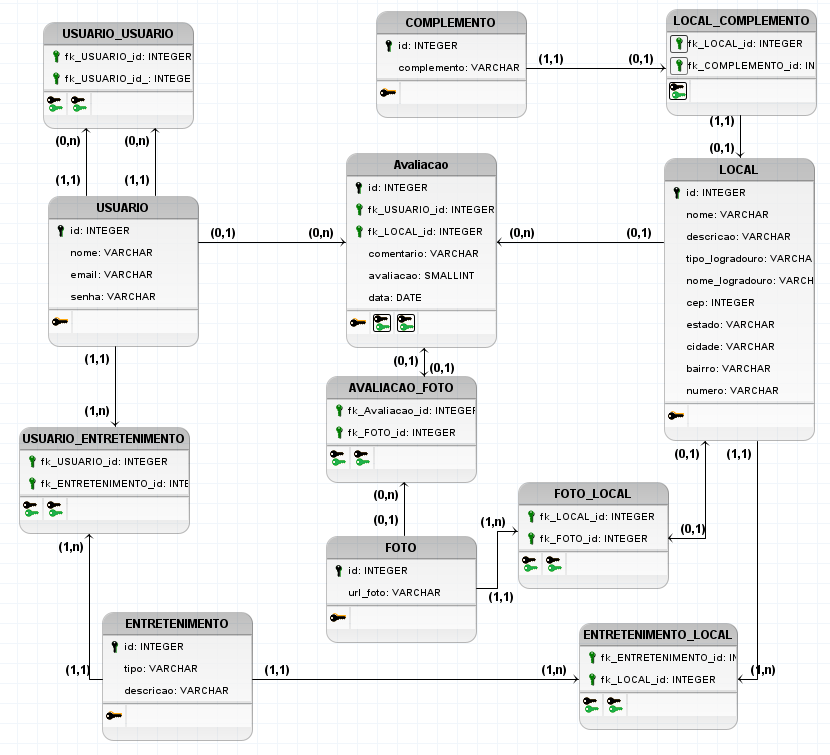 USUARIO_USUARIO
fk_USUARIO_id: INTEGER
fk_USUARIO_id_: INTEGE
COMPLEMENTO
id: INTEGER
complemento: VARCHAR
(1,1)
(0,1)
LOCAL_COMPLEMENTO
fk_LOCAL_id: INTEGER
fk_COMPLEMENTO_id: IN
(1,1)
(0,1)
(0,n)
(0,n)
(1,1)
(1,1)
USUARIO
id: INTEGER
nome: VARCHAR
email: VARCHAR
senha: VARCHAR
(0,1)
(0,n)
Avaliacao
id: INTEGER
fk_USUARIO_id: INTEGER
fk_LOCAL_id: INTEGER
comentario: VARCHAR
avaliacao: SMALLINT
data: DATE
(0,n)
(0,1)
LOCAL
id: INTEGER
nome: VARCHAR
descricao: VARCHAR
tipo_logradouro: VARCHA
nome_logradouro: VARCH
cep: INTEGER
estado: VARCHAR
cidade: VARCHAR
bairro: VARCHAR
numero: VARCHAR
(1,1)
(1,n)
(0,1)
(0,1)
AVALIACAO_FOTO
fk_Avaliacao_id: INTEGER
fk_FOTO_id: INTEGER
(0,n)
(0,1)
USUARIO_ENTRETENIMENTO
fk_USUARIO_id: INTEGER
fk_ENTRETENIMENTO_id: INTE
(1,n)
(0,1)
(1,1)
FOTO_LOCAL
fk_LOCAL_id: INTEGER
fk_FOTO_id: INTEGER
(1,n)
(0,1)
FOTO
id: INTEGER
url_foto: VARCHAR
(1,1)
ENTRETENIMENTO
id: INTEGER
tipo: VARCHAR
descricao: VARCHAR
(1,1)
(1,1)
(1,n)
ENTRETENIMENTO_LOCAL
fk_ENTRETENIMENTO_id: IN
fk_LOCAL_id: INTEGER
(1,n)